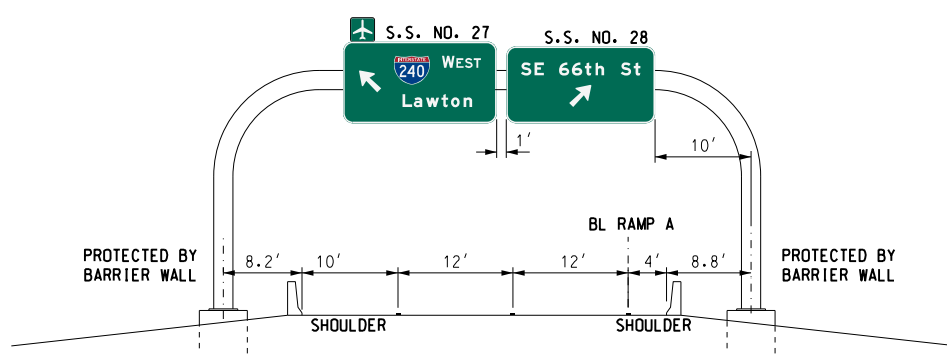 S.S. NO. 27
S.S. NO. 28
INTERSTATE
240
WEST
Lawton
SE 66th St
1'
10'
BL RAMP A
PROTECTED BY
BARRIER WALL
8.2'
10'
12'
12'
4'
8.8'
PROTECTED BY
BARRIER WALL
SHOULDER
SHOULDER